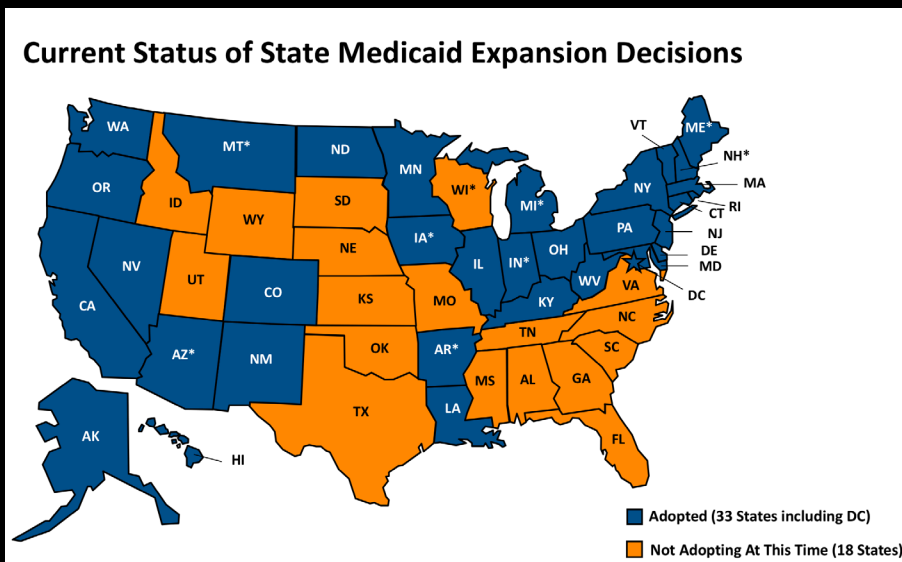 Current Status of State Medicaid Expansion Decisions
WA
MT*
ND
MN
VT
ME*
NH*
OR
ID
WY
SD
WI*
MI*
NY
MA
RI
CT
NV
UT
CO
NE
IA*
IL
IN*
OH
PA
NJ
DE
MD
DC
CA
KS
MO
KY
WV
VA
AZ*
NM
OK
AR*
TN
NC
SC
TX
LA
MS
AL
GA
FL
AK
HI
Adopted (33 States including DC)
Not Adopting At This Time (18 States)